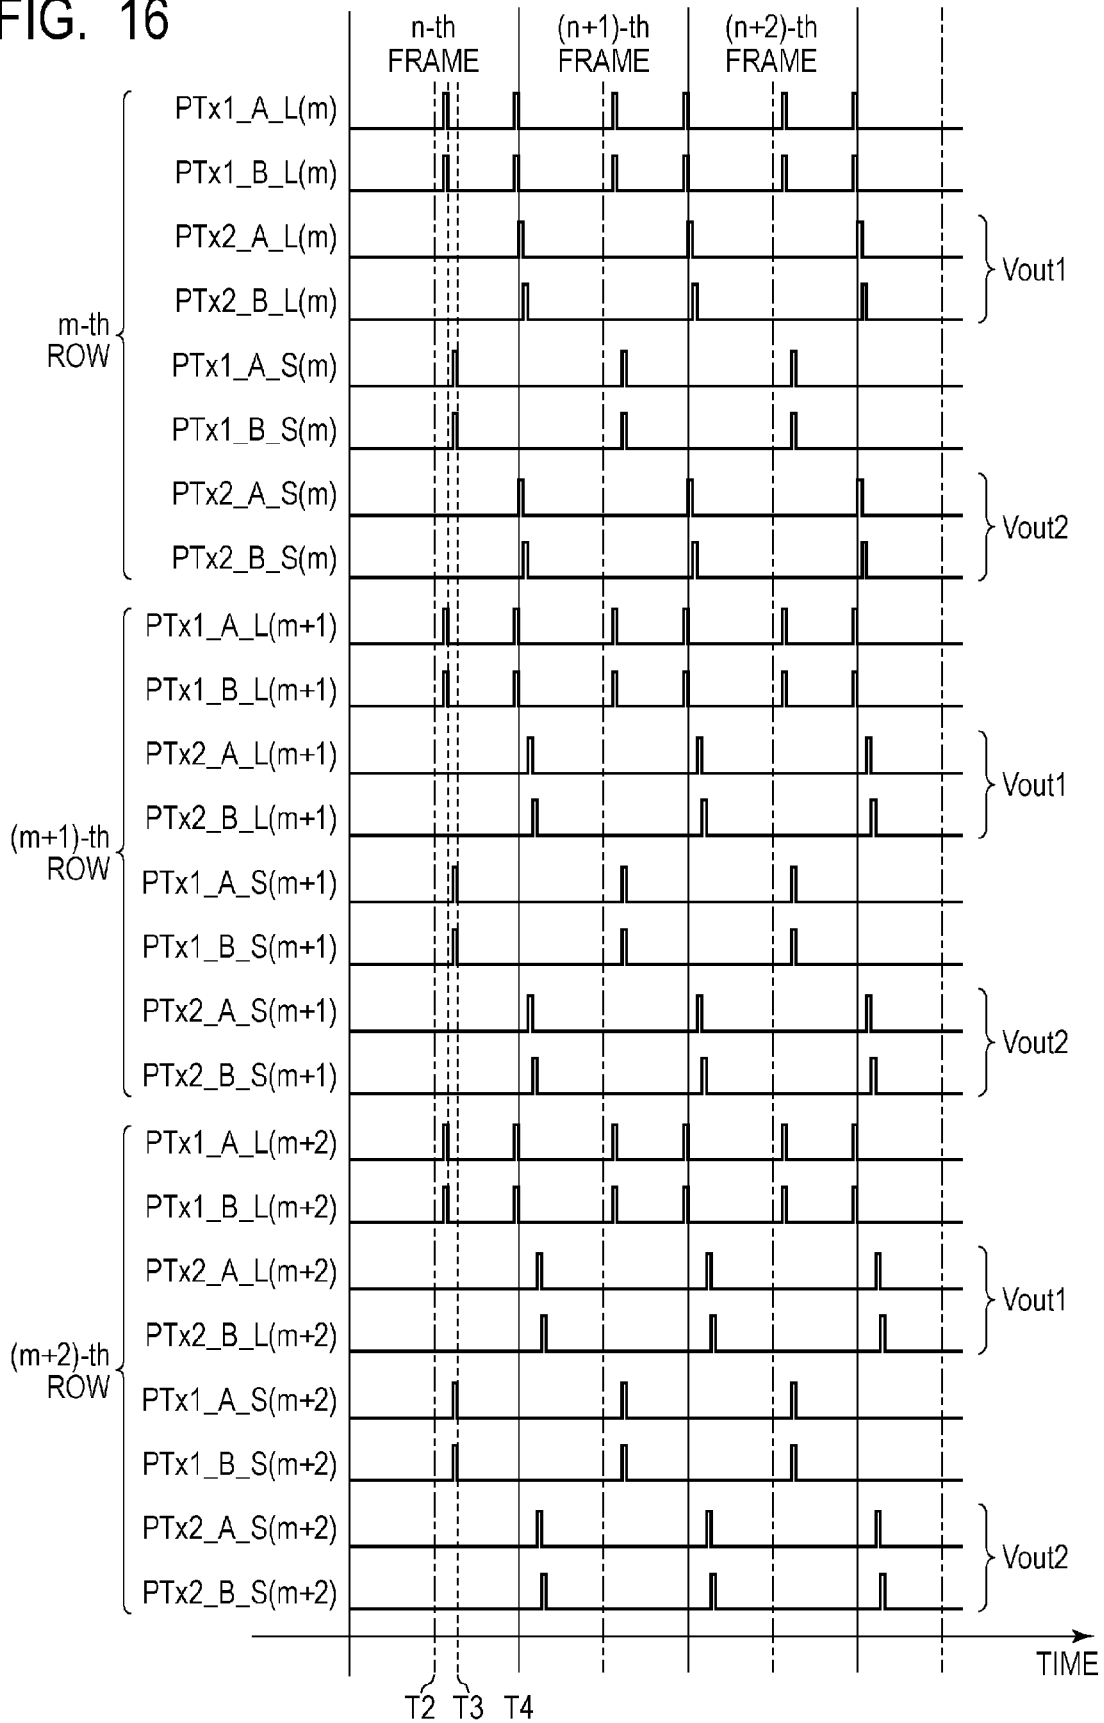 FIG. 16
n-th
FRAME
(n+1)-th
FRAME
(n+2)-th
FRAME
m-th
ROW
PTx1_A_L(m)
PTx1_B_L(m)
PTx2_A_L(m)
PTx2_B_L(m)
Vout1
PTx1_A_S(m)
PTx1_B_S(m)
PTx2_A_S(m)
PTx2_B_S(m)
Vout2
(m+1)-th
ROW
PTx1_A_L(m+1)
PTx1_B_L(m+1)
PTx2_A_L(m+1)
PTx2_B_L(m+1)
Vout1
PTx1_A_S(m+1)
PTx1_B_S(m+1)
PTx2_A_S(m+1)
PTx2_B_S(m+1)
Vout2
(m+2)-th
ROW
PTx1_A_L(m+2)
PTx1_B_L(m+2)
PTx2_A_L(m+2)
PTx2_B_L(m+2)
Vout1
PTx1_A_S(m+2)
PTx1_B_S(m+2)
PTx2_A_S(m+2)
PTx2_B_S(m+2)
Vout2
TIME
T2 T3 T4